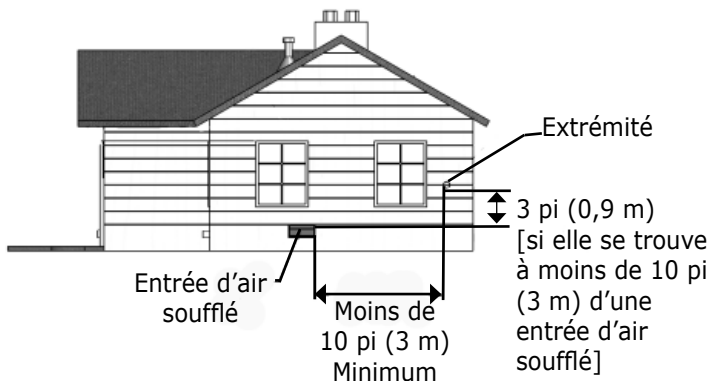 Extrémité
3 pi (0,9 m)
[si elle se trouve
à moins de 10 pi
(3 m) d’une
entrée d’air
soufflé]
Entrée d’air
soufflé
Moins de
10 pi (3 m)
Minimum